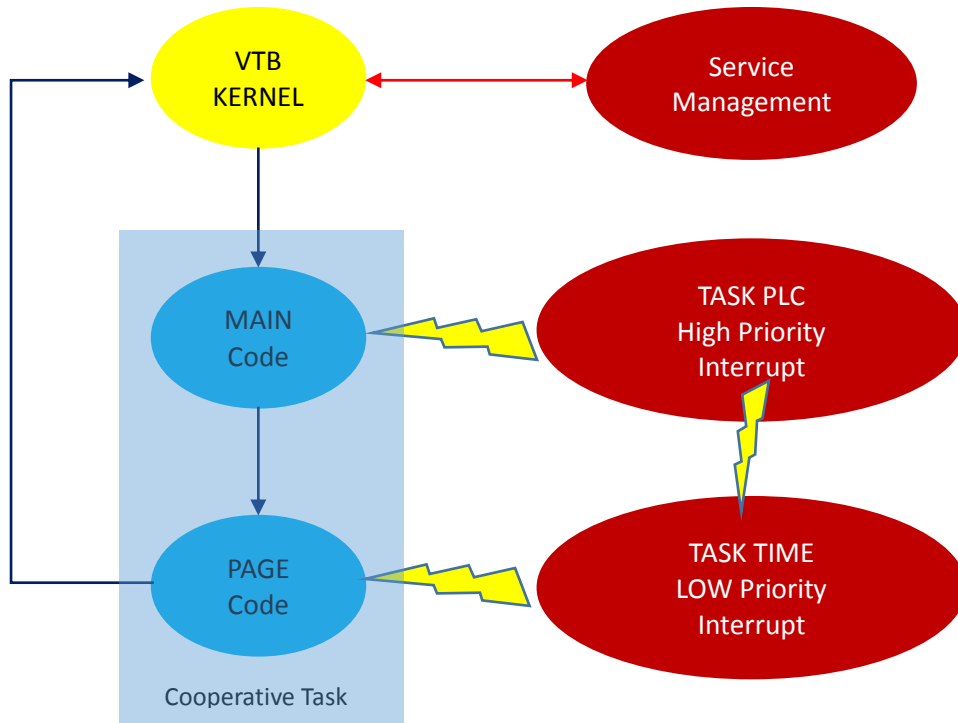 VTB
KERNEL
Service
Management
MAIN
Code
TASK PLC
High Priority
Interrupt
PAGE
Code
TASK TIME
LOW Priority
Interrupt
Cooperative Task